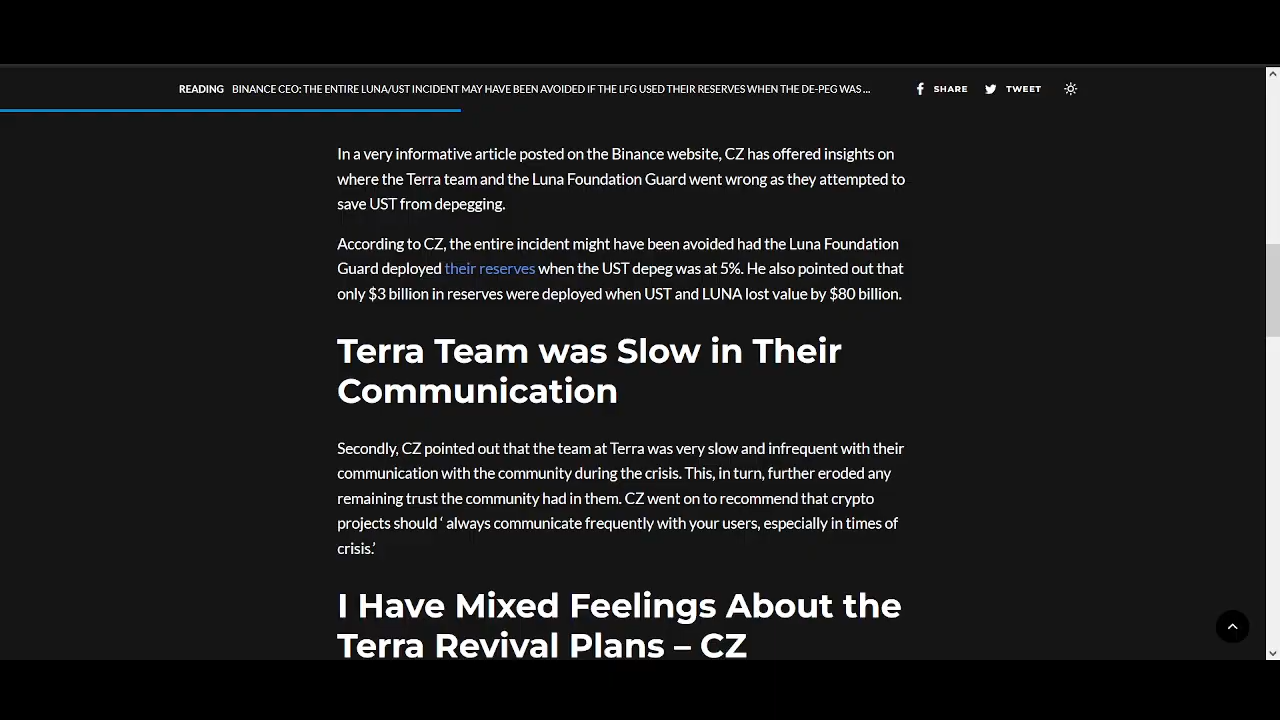 READING BINANCE CEO: THE ENTIRE LUNA/UST INCIDENT MAY HAVE BEEN AVOIDED IF THE LFG USED THEIR RESERVES WHEN THE DE-PEG WAS ... SHARE TWEET
In a very informative article posted on the Binance website, CZ has offered insights on
where the Terra team and the Luna Foundation Guard went wrong as they attempted to
save UST from depegging.
According to CZ, the entire incident might have been avoided had the Luna Foundation
Guard deployed their reserves when the UST depeg was at 5%. He also pointed out that
only $3 billion in reserves were deployed when UST and LUNA lost value by $80 billion.
Terra Team was Slow in Their
Communication
Secondly, CZ pointed out that the team at Terra was very slow and infrequent with their
communication with the community during the crisis. This, in turn, further eroded any
remaining trust the community had in them. CZ went on to recommend that crypto
projects should ‘ always communicate frequently with your users, especially in times of
crisis.’
I Have Mixed Feelings About the
Terra Revival Plans – CZ